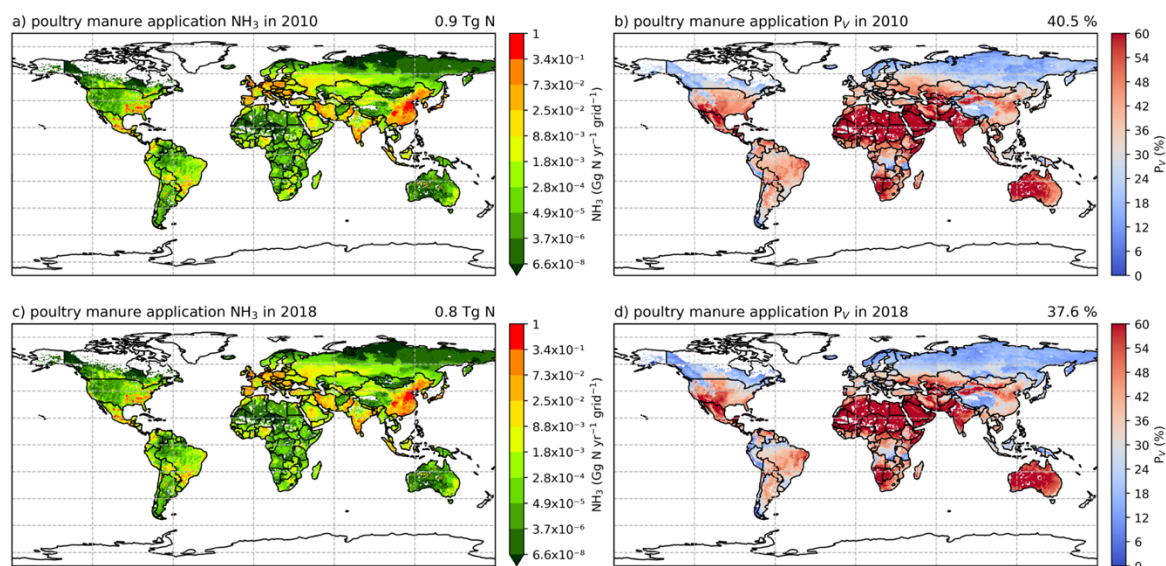 a) poultry manure application NH₃ in 2010 0.9 Tg N
1
3.4x10⁻¹
7.3x10⁻²
2.5x10⁻²
8.8x10⁻³
1.8x10⁻³
2.8x10⁻⁴
4.9x10⁻⁵
3.7x10⁻⁶
6.6x10⁻⁸
NH₃ (Gg N yr⁻¹ grid⁻¹)
b) poultry manure application Pᵥ in 2010 40.5 %
60
54
48
42
36
30
24
18
12
6
0
Pᵥ (%)
c) poultry manure application NH₃ in 2018 0.8 Tg N
1
3.4x10⁻¹
7.3x10⁻²
2.5x10⁻²
8.8x10⁻³
1.8x10⁻³
2.8x10⁻⁴
4.9x10⁻⁵
3.7x10⁻⁶
6.6x10⁻⁸
NH₃ (Gg N yr⁻¹ grid⁻¹)
d) poultry manure application Pᵥ in 2018 37.6 %
60
54
48
42
36
30
24
18
12
6
0
Pᵥ (%)